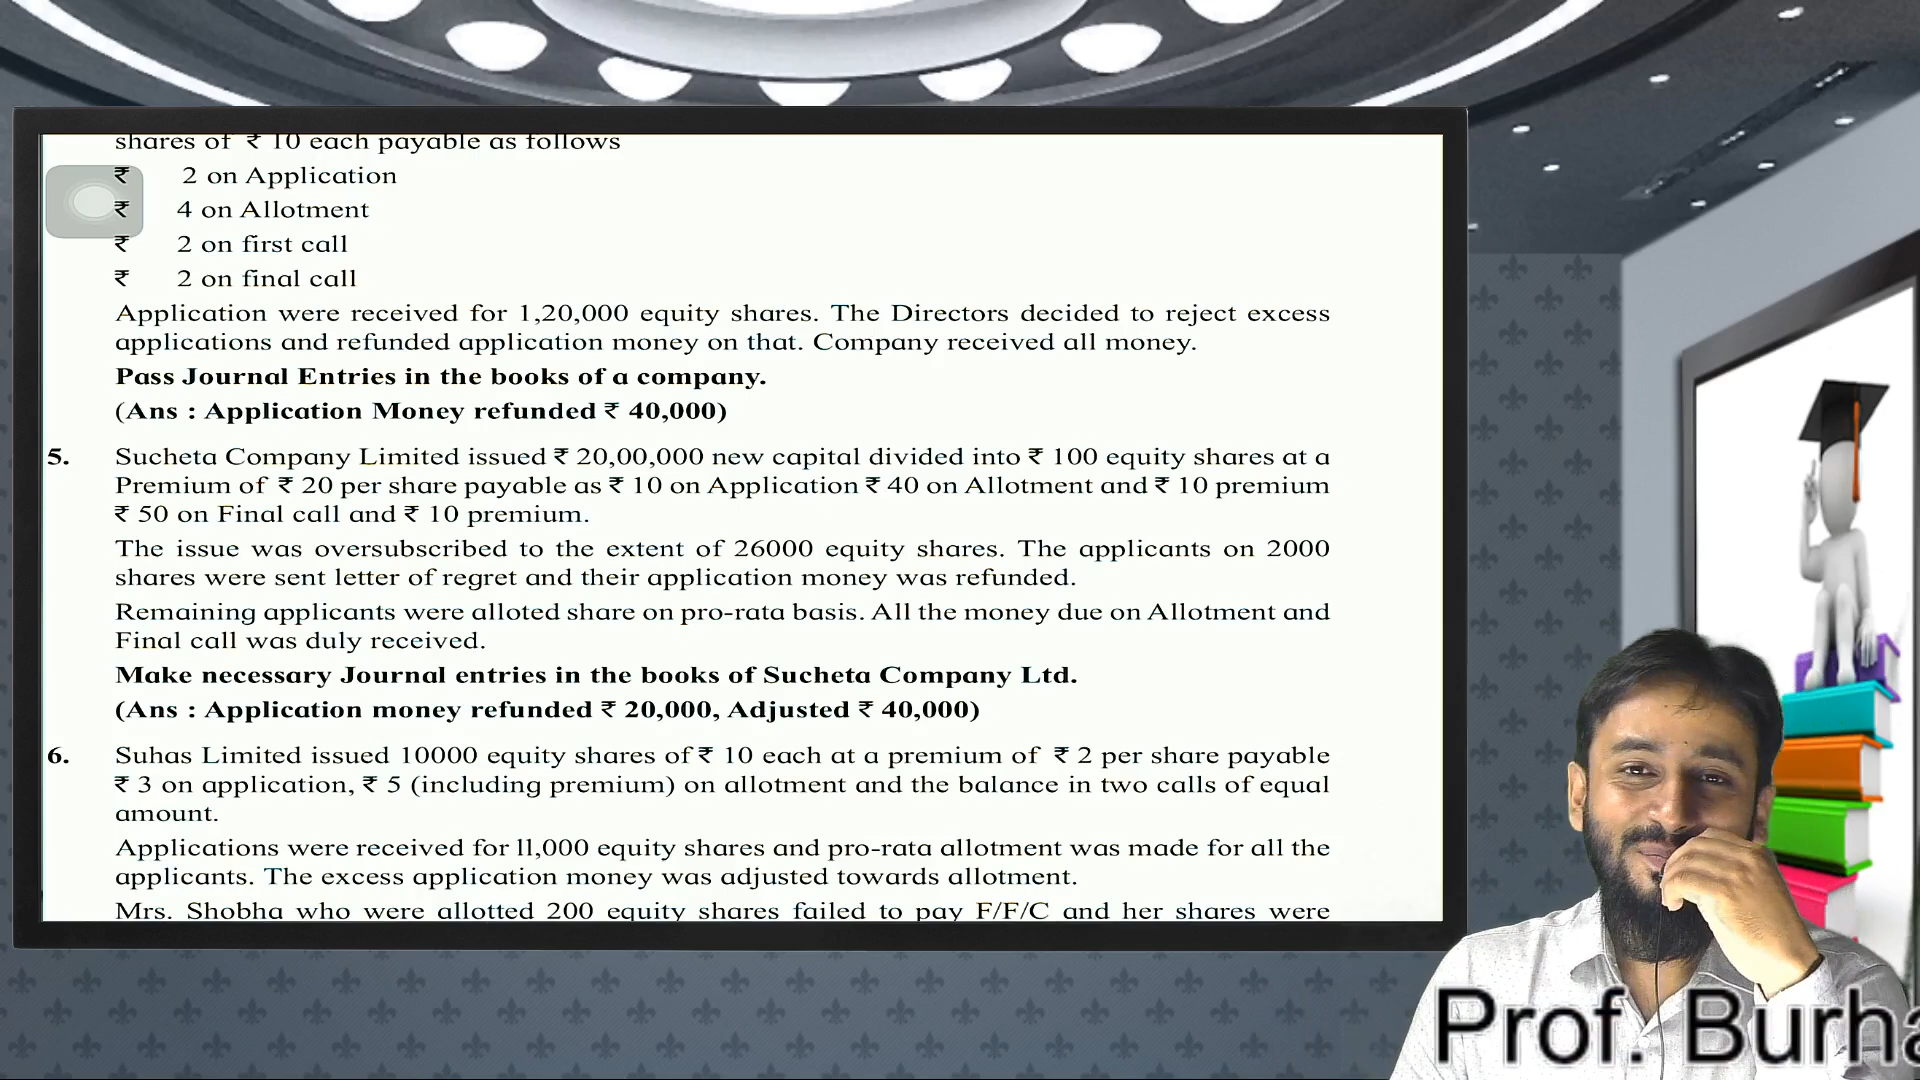 shares of ₹ 10 each payable as follows
₹ 2 on Application
₹ 4 on Allotment
₹ 2 on first call
₹ 2 on final call
Application were received for 1,20,000 equity shares. The Directors decided to reject excess
applications and refunded application money on that. Company received all money.
Pass Journal Entries in the books of a company.
(Ans : Application Money refunded ₹ 40,000)
5. Sucheta Company Limited issued ₹ 20,00,000 new capital divided into ₹ 100 equity shares at a
Premium of ₹ 20 per share payable as ₹ 10 on Application ₹ 40 on Allotment and ₹ 10 premium
₹ 50 on Final call and ₹ 10 premium.
The issue was oversubscribed to the extent of 26000 equity shares. The applicants on 2000
shares were sent letter of regret and their application money was refunded.
Remaining applicants were alloted share on pro-rata basis. All the money due on Allotment and
Final call was duly received.
Make necessary Journal entries in the books of Sucheta Company Ltd.
(Ans : Application money refunded ₹ 20,000, Adjusted ₹ 40,000)
6. Suhas Limited issued 10000 equity shares of ₹ 10 each at a premium of ₹ 2 per share payable
₹ 3 on application, ₹ 5 (including premium) on allotment and the balance in two calls of equal
amount.
Applications were received for ll,000 equity shares and pro-rata allotment was made for all the
applicants. The excess application money was adjusted towards allotment.
Mrs. Shobha who were allotted 200 equity shares failed to pay F/F/C and her shares were
Prof. Burha